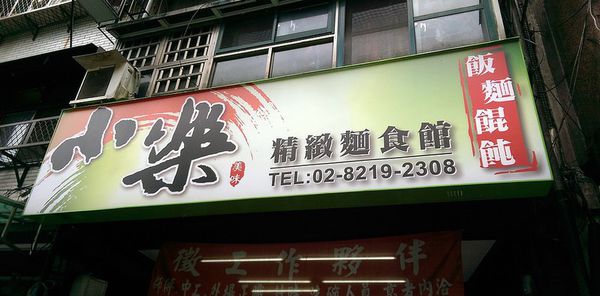 小樂
美味
精緻麵食館
TEL:02-8219-2308
飯麵餛飩
徵工作夥伴